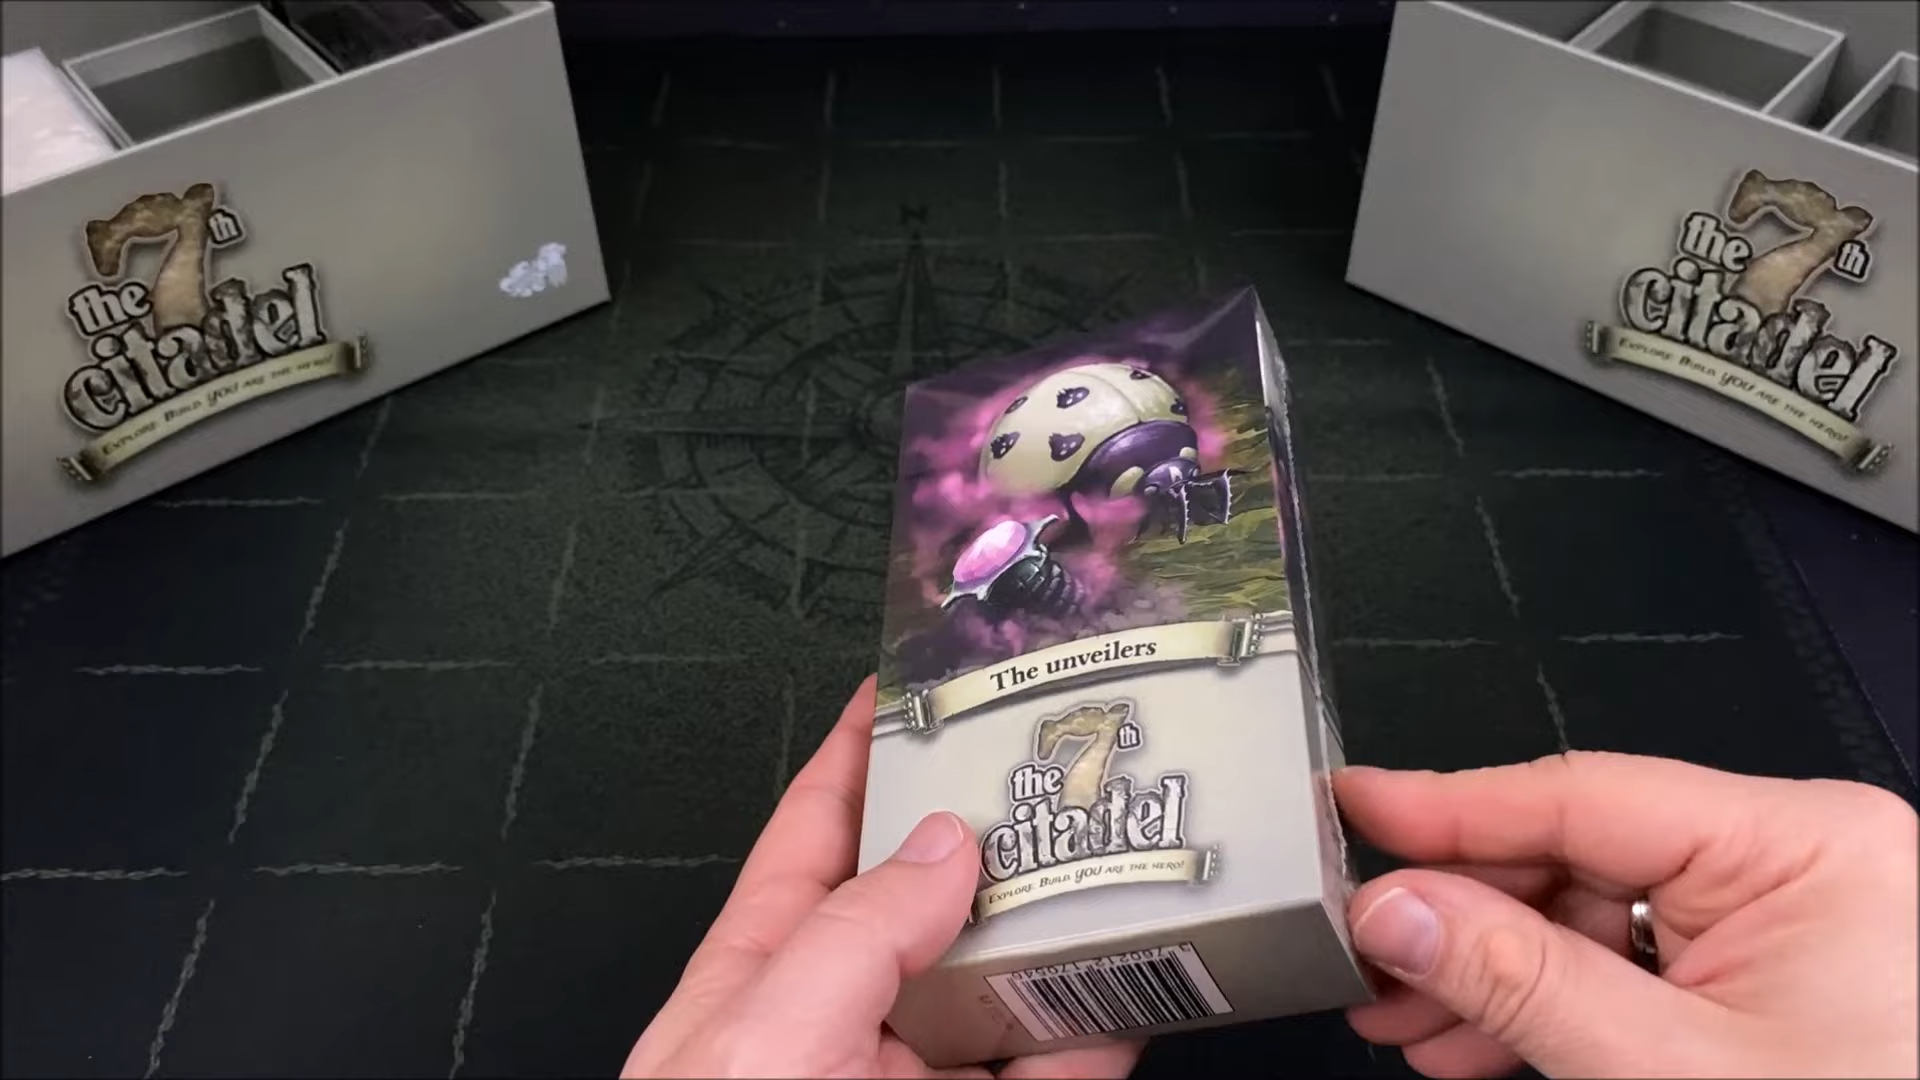 the 7th
citadel
EXPLORE. BUILD. YOU ARE THE HERO!
the 7th
citadel
EXPLORE. BUILD. YOU ARE THE HERO!
N
The unveilers
the 7th
citadel
EXPLORE. BUILD. YOU ARE THE HERO!